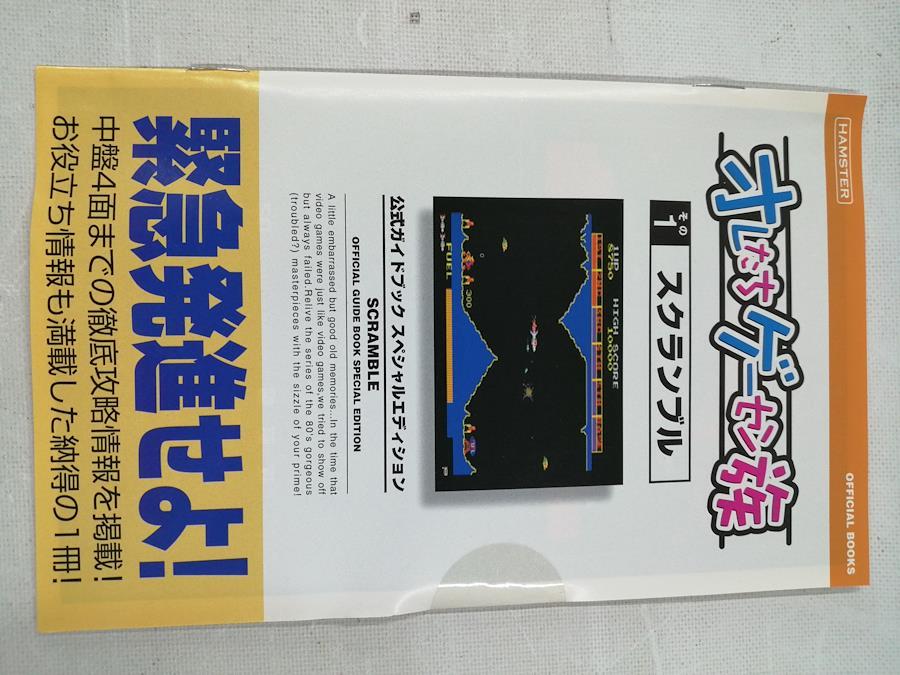 HAMSTER
OFFICIAL BOOKS
オレたちゲーセン族
その1
スクランブル
1UP
HIGH SCORE
8750
10000
300
FUEL
公式ガイドブック スペシャルエディション
SCRAMBLE
OFFICIAL GUIDE BOOK SPECIAL EDITION
A little embarrassed but good old memories...In the time that
video games were just like video games,we tried to show off
but always failed.Relive the series of the 80's gorgeous
(troubled?) masterpieces with the sizzle of your prime!
緊急発進せよ!
中盤4面までの徹底攻略情報を掲載!
お役立ち情報も満載した納得の1冊!